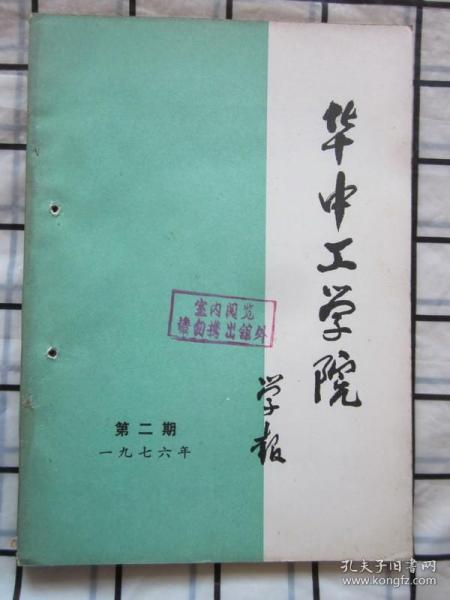 华中工学院
学报
室内阅览
请勿携出馆外
第二期
一九七六年
孔夫子旧书网
www.kongfz.com